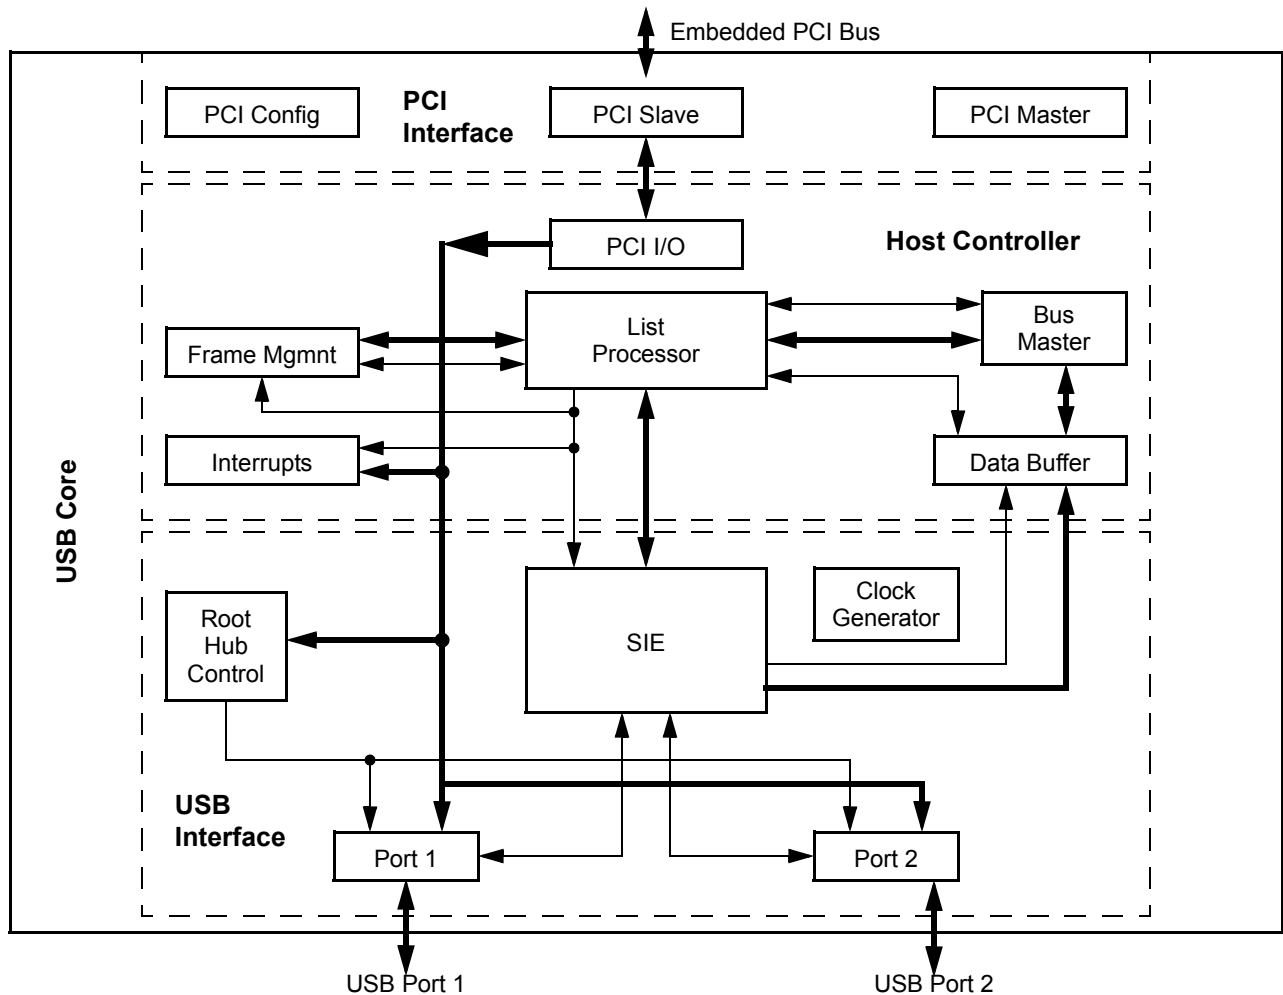 Embedded PCI Bus
PCI Config
PCI
Interface
PCI Slave
PCI Master
PCI I/O
Host Controller
List
Processor
Bus
Master
Frame Mgmnt
Interrupts
Data Buffer
USB Core
Root
Hub
Control
SIE
Clock
Generator
USB
Interface
Port 1
Port 2
USB Port 1
USB Port 2